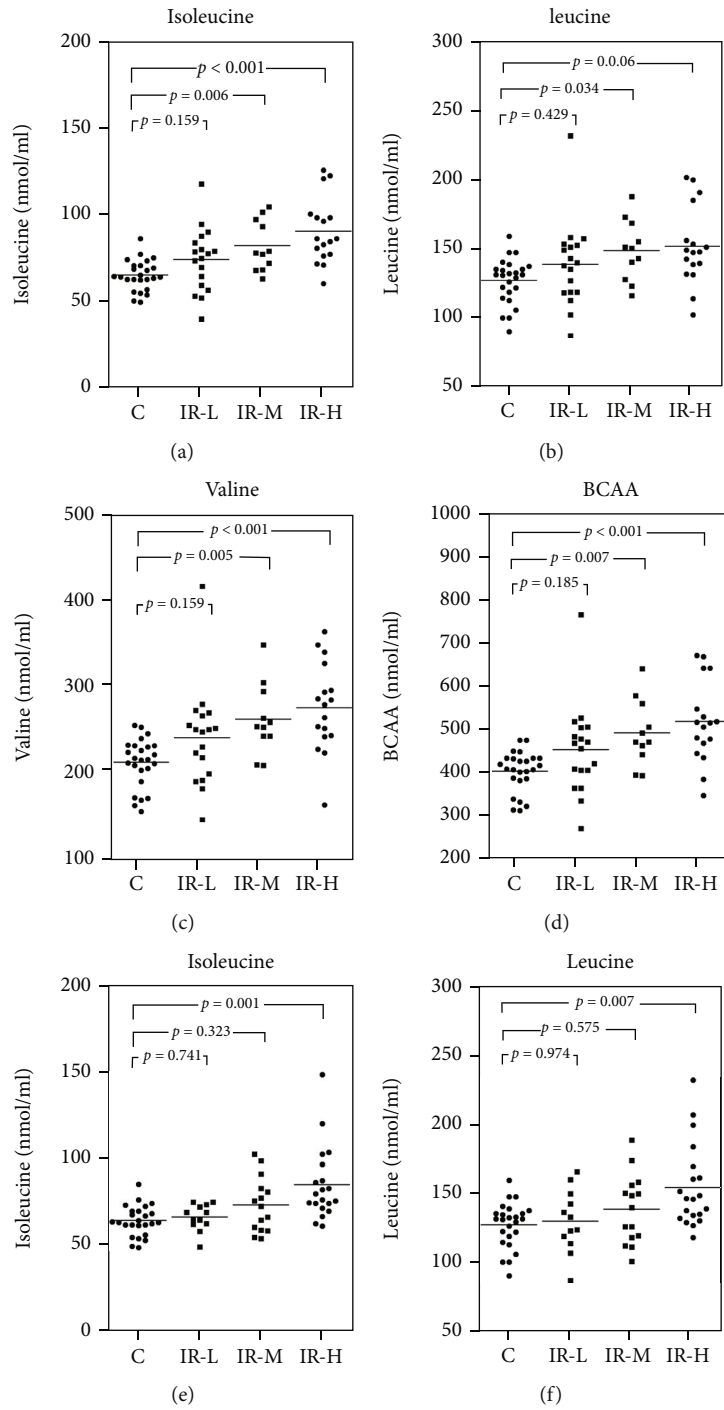 Isoleucine
200
150
100
50
0
Isoleucine (nmol/ml)
p < 0.001
p = 0.006
p = 0.159
C IR-L IR-M IR-H
(a)
leucine
300
250
200
150
100
50
Leucine (nmol/ml)
p = 0.0.06
p = 0.034
p = 0.429
C IR-L IR-M IR-H
(b)
Valine
500
400
300
200
100
Valine (nmol/ml)
p < 0.001
p = 0.005
p = 0.159
C IR-L IR-M IR-H
(c)
BCAA
1000
900
800
700
600
500
400
300
200
BCAA (nmol/ml)
p < 0.001
p = 0.007
p = 0.185
C IR-L IR-M IR-H
(d)
Isoleucine
200
150
100
50
0
Isoleucine (nmol/ml)
p = 0.001
p = 0.323
p = 0.741
C IR-L IR-M IR-H
(e)
Leucine
300
250
200
150
100
50
Leucine (nmol/ml)
p = 0.007
p = 0.575
p = 0.974
C IR-L IR-M IR-H
(f)